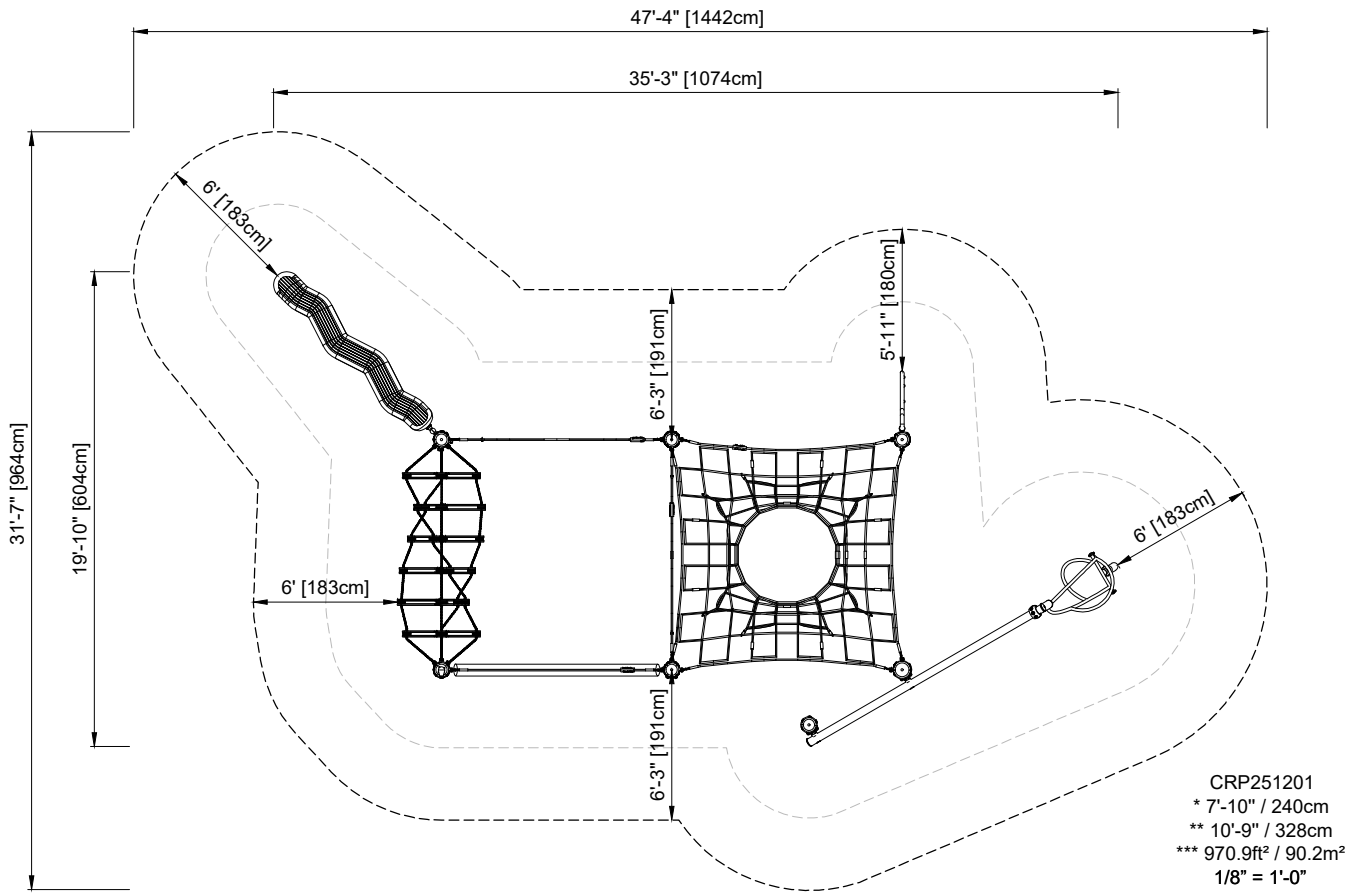 47'-4" [1442cm]
35'-3" [1074cm]
6' [183cm]
5'-11" [180cm]
6'-3" [191cm]
31'-7" [964cm]
19'-10" [604cm]
6' [183cm]
6' [183cm]
6'-3" [191cm]
CRP251201
* 7'-10" / 240cm
** 10'-9" / 328cm
*** 970.9ft² / 90.2m²
1/8” = 1'-0”